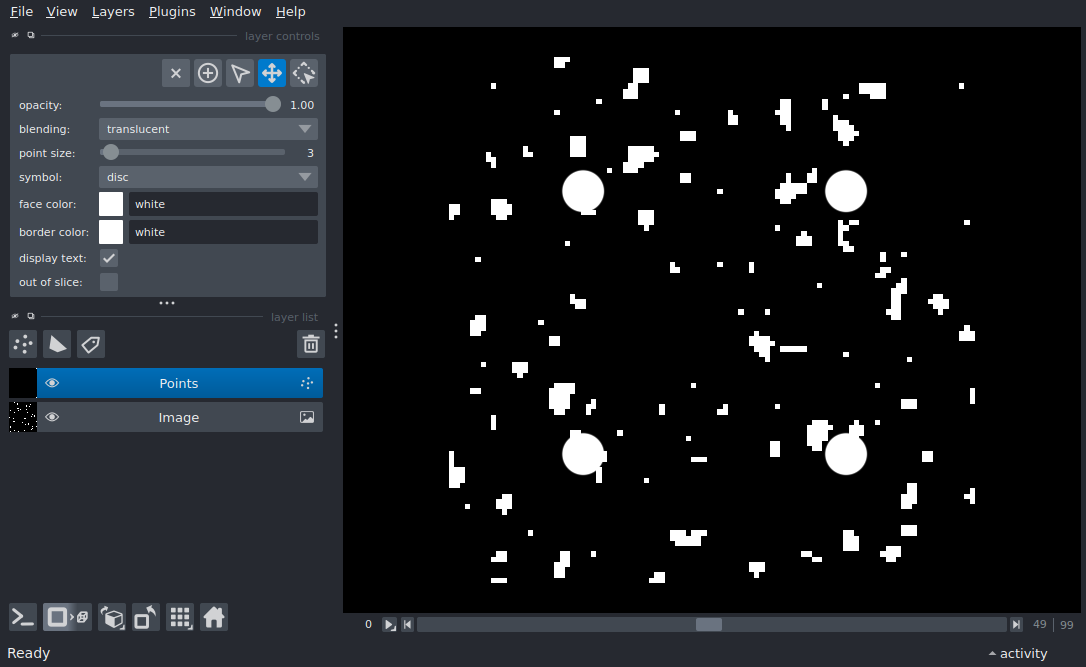 File View Layers Plugins Window Help
layer controls
opacity: 1.00
blending: translucent
point size: 3
symbol: disc
face color: white
border color: white
display text:
out of slice:
layer list
Points
Image
0 49 99
Ready activity